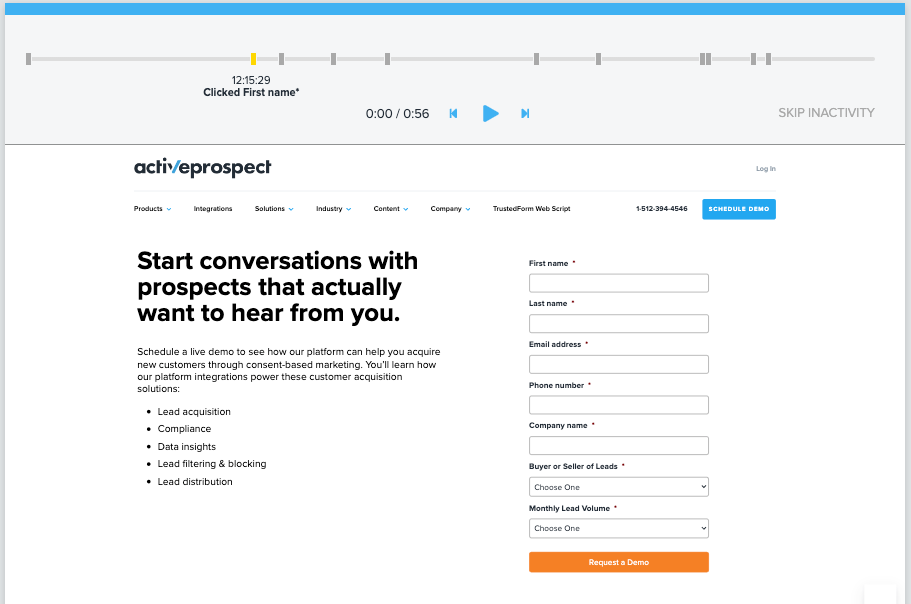 12:15:29
Clicked First name*
0:00 / 0:56
SKIP INACTIVITY
activeprospect
Log In
Products
Integrations
Solutions
Industry
Content
Company
TrustedForm Web Script
1-512-394-4546
SCHEDULE DEMO
Start conversations with
prospects that actually
want to hear from you.
Schedule a live demo to see how our platform can help you acquire
new customers through consent-based marketing. You'll learn how
our platform integrations power these customer acquisition
solutions:
• Lead acquisition
• Compliance
• Data insights
• Lead filtering & blocking
• Lead distribution
First name *
Last name *
Email address *
Phone number *
Company name *
Buyer or Seller of Leads *
Choose One
Monthly Lead Volume *
Choose One
Request a Demo